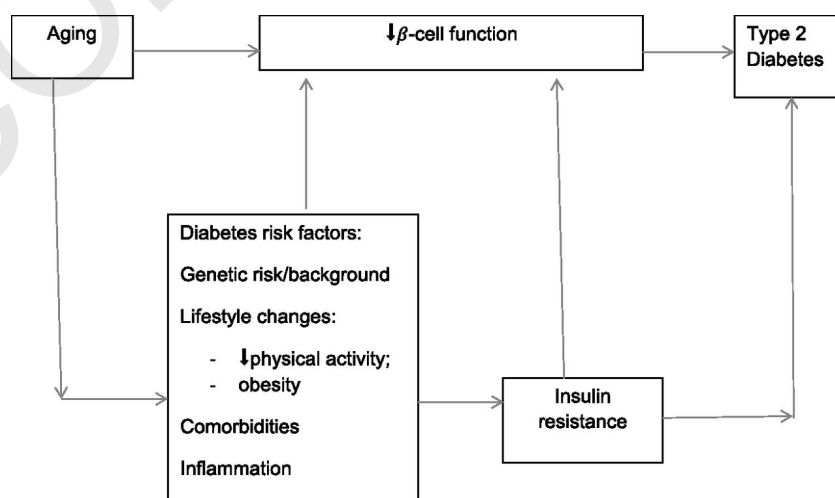 Aging
↓β-cell function
Type 2
Diabetes
Diabetes risk factors:
Genetic risk/background
Lifestyle changes:
- ↓physical activity;
- obesity
Comorbidities
Inflammation
Insulin
resistance